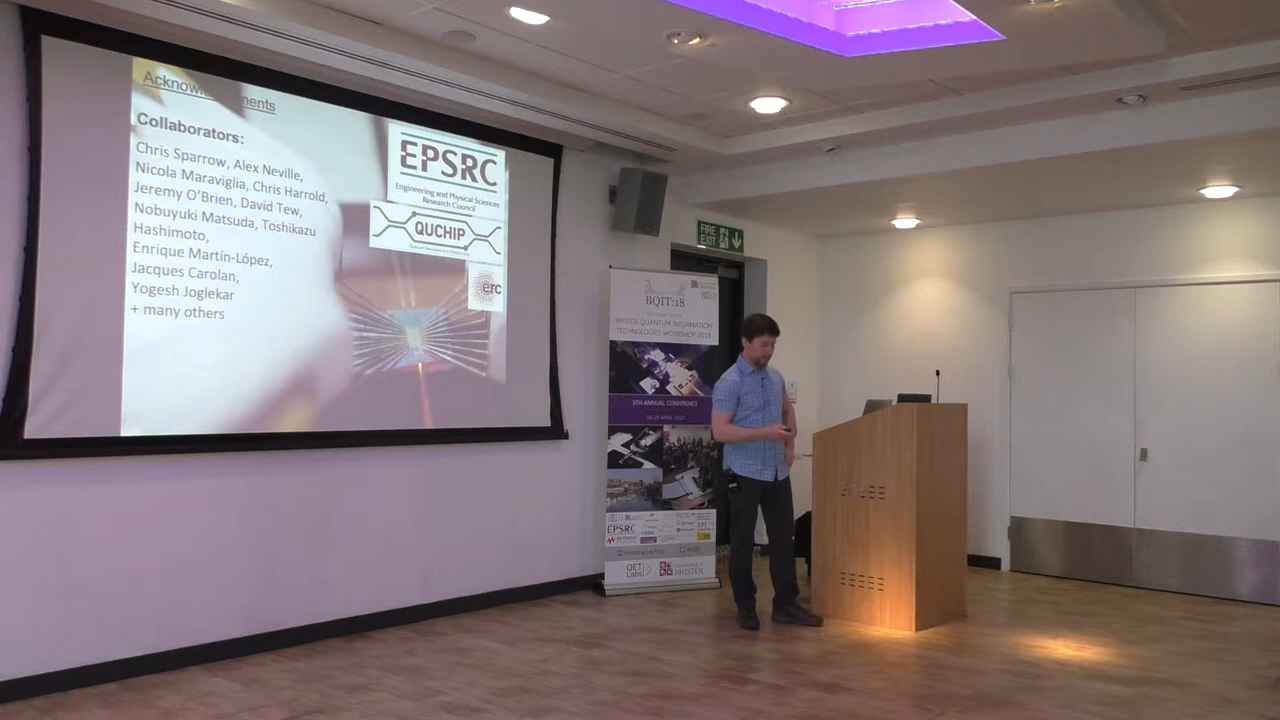 Acknow ents
Collaborators:
Chris Sparrow, Alex Neville,
Nicola Maraviglia, Chris Harrold,
Jeremy O'Brien, David Tew,
Nobuyuki Matsuda, Toshikazu
Hashimoto,
Enrique Martín-López,
Jacques Carolan,
Yogesh Joglekar
+ many others
EPSRC
Engineering and Physical Sciences
Research Council
QUCHIP
erc
FIRE
EXIT
BQIT:18
BRISTOL QUANTUM INFORMATION
TECHNOLOGIES WORKSHOP 2018
5TH ANNUAL CONFERENCE
EPSRC
QET
Labs
University of
BRISTOL